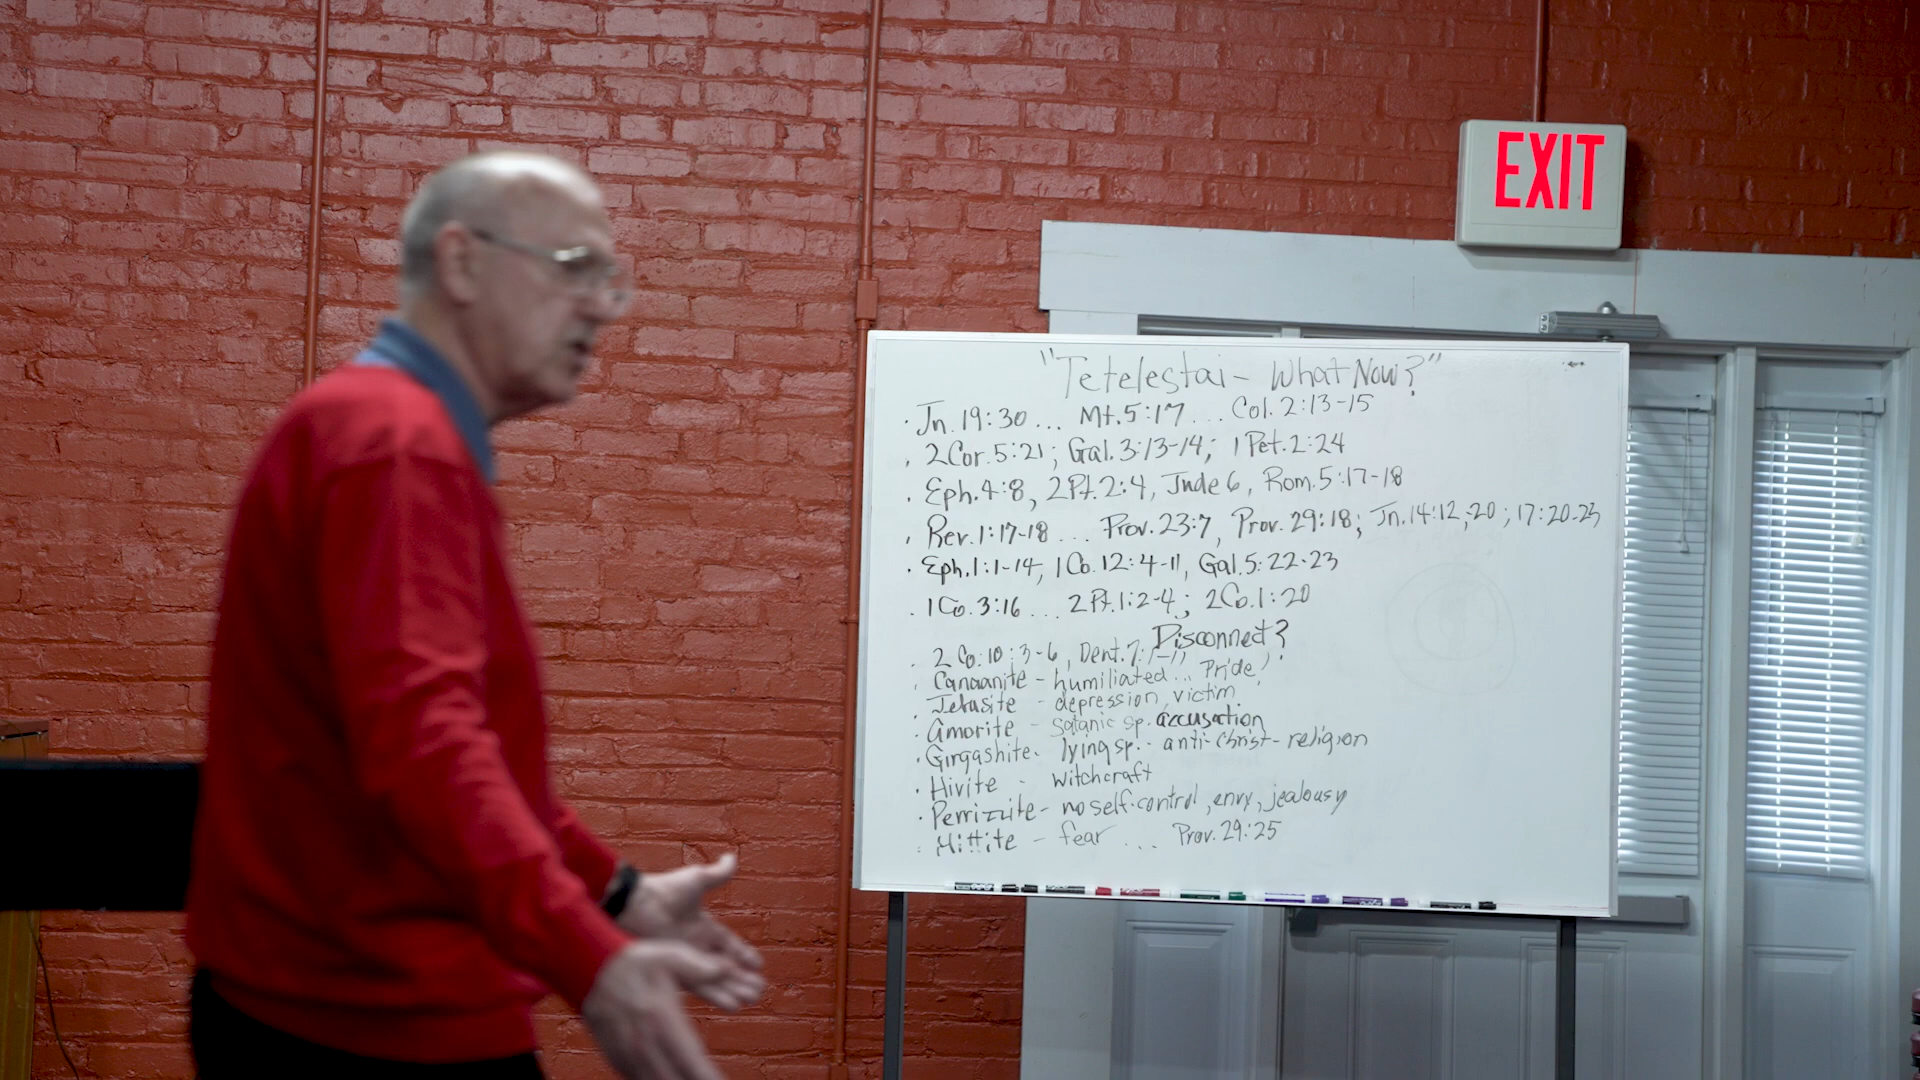 EXIT
"Tetelestai - What Now?"
· Jn. 19:30 ... Mt. 5:17 ... Col. 2:13-15
· 2Cor. 5:21; Gal. 3:13-14; 1 Pet. 2:24
· Eph. 4:8, 2Pt. 2:4, Jude 6, Rom. 5:17-18
· Rev. 1:17-18 ... Prov. 23:7, Prov. 29:18; Jn. 14:12,20; 17:20-23
· Eph. 1:1-14, 1Co. 12:4-11, Gal. 5:22-23
· 1Co. 3:16 ... 2Pt. 1:2-4; 2Co. 1:20
Disconnect?
· 2 Co. 10:3-6, Deut. 7:1-11
· Canaanite - humiliated ... Pride!
· Jebusite - depression, victim
· Amorite - satanic sp. accusation
· Girgashite - lying sp. - anti-christ - religion
· Hivite - witchcraft
· Perrizzite - no self-control, envy, jealousy
· Hittite - fear ... Prov. 29:25